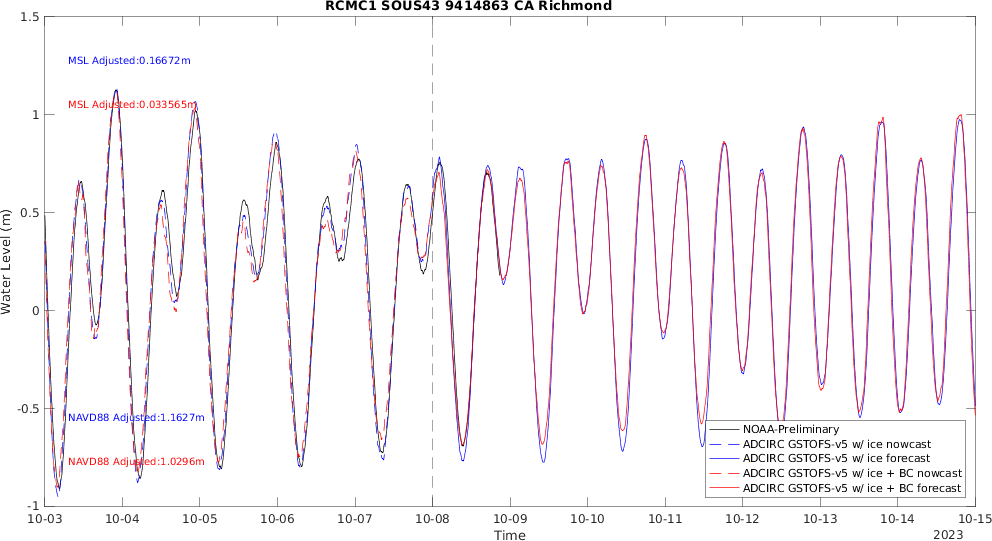 RCMC1 SOUS43 9414863 CA Richmond
1.5
MSL Adjusted:0.16672m
MSL Adjusted:0.033565m
1
0.5
Water Level (m)
0
-0.5
NAVD88 Adjusted:1.1627m
NAVD88 Adjusted:1.0296m
-1
NOAA-Preliminary
ADCIRC GSTOFS-v5 w/ ice nowcast
ADCIRC GSTOFS-v5 w/ ice forecast
ADCIRC GSTOFS-v5 w/ ice + BC nowcast
ADCIRC GSTOFS-v5 w/ ice + BC forecast
10-03 10-04 10-05 10-06 10-07 10-08 10-09 10-10 10-11 10-12 10-13 10-14 10-15
Time
2023